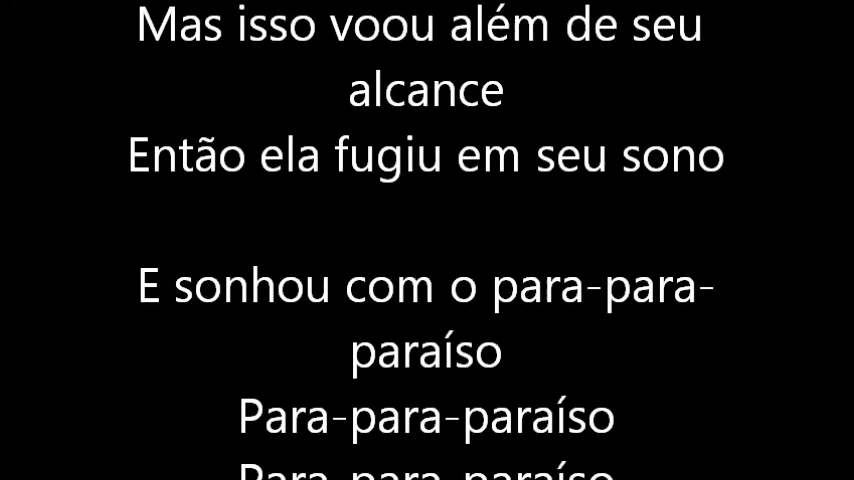 Mas isso voou além de seu
alcance
Então ela fugiu em seu sono
E sonhou com o para-para-
paraíso
Para-para-paraíso
Para-para-paraíso